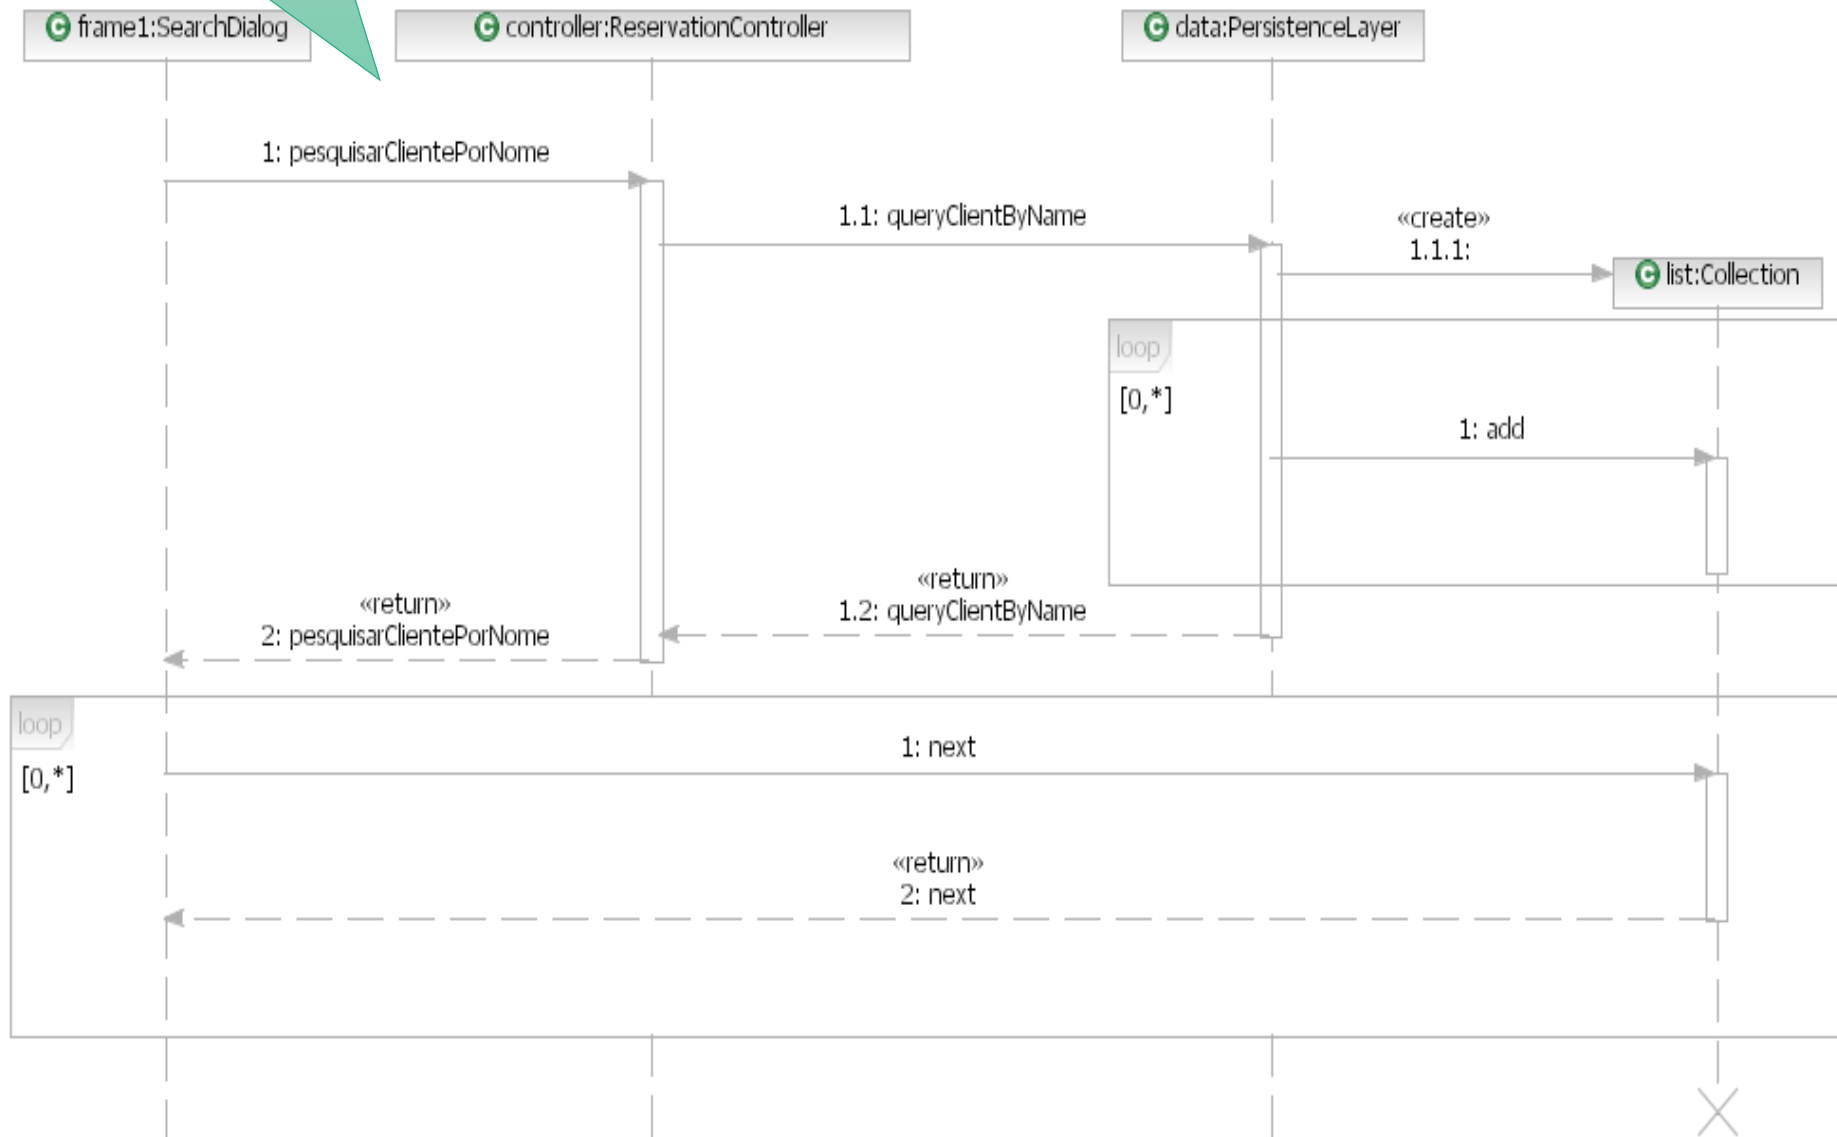 frame1:SearchDialog
controller:ReservationController
data:PersistenceLayer
1: pesquisarClientePorNome
1.1: queryClientByName
«create»
1.1.1:
list:Collection
loop
[0,*]
1: add
«return»
1.2: queryClientByName
«return»
2: pesquisarClientePorNome
loop
[0,*]
1: next
«return»
2: next